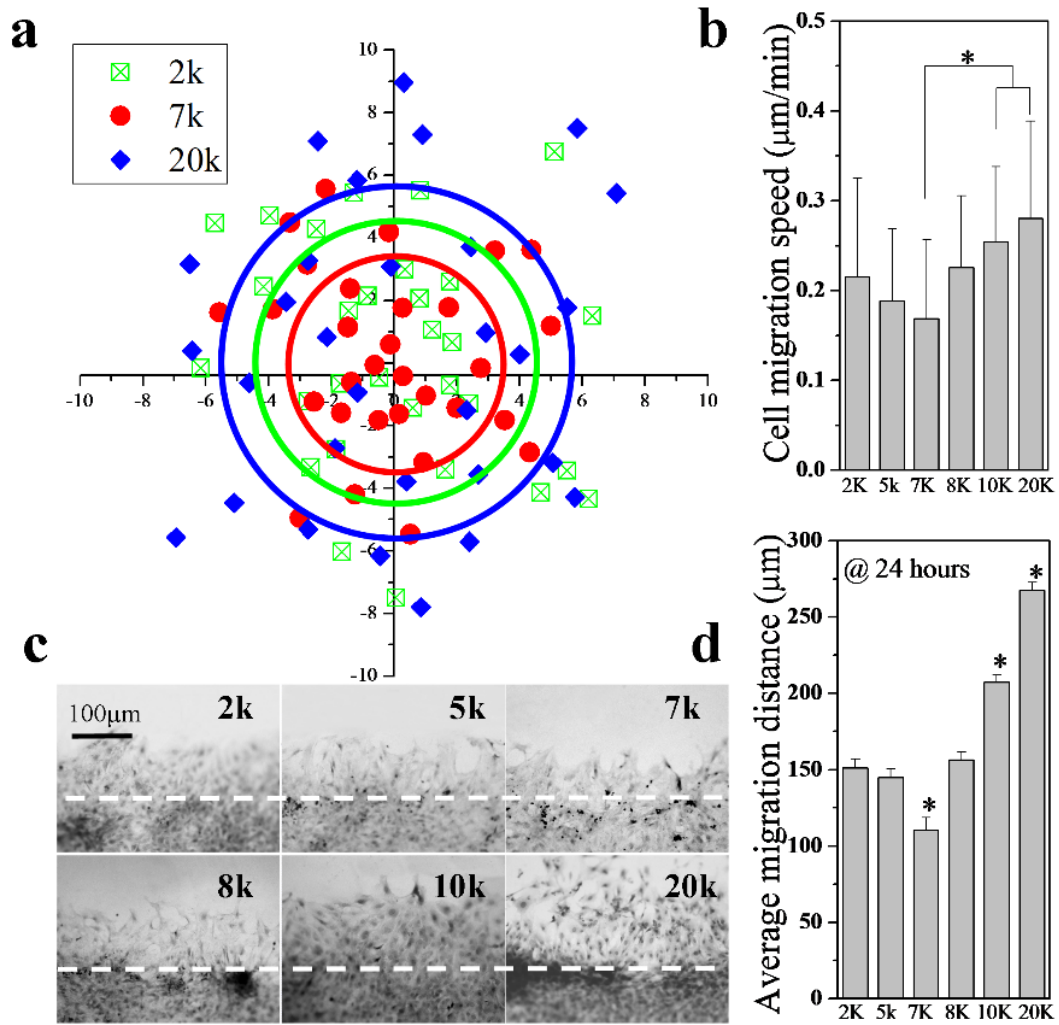 a
2k
7k
20k
10
8
6
4
2
0
-2
-4
-6
-8
-10
-10 -8 -6 -4 -2 0 2 4 6 8 10
b
Cell migration speed (μm/min)
0.5
0.4
0.3
0.2
0.1
0.0
*
2K 5k 7K 8K 10K 20K
c
100μm
2k
5k
7k
8k
10k
20k
d
Average migration distance (μm)
@ 24 hours
300
250
200
150
100
50
0
*
*
*
2K 5k 7K 8K 10K 20K